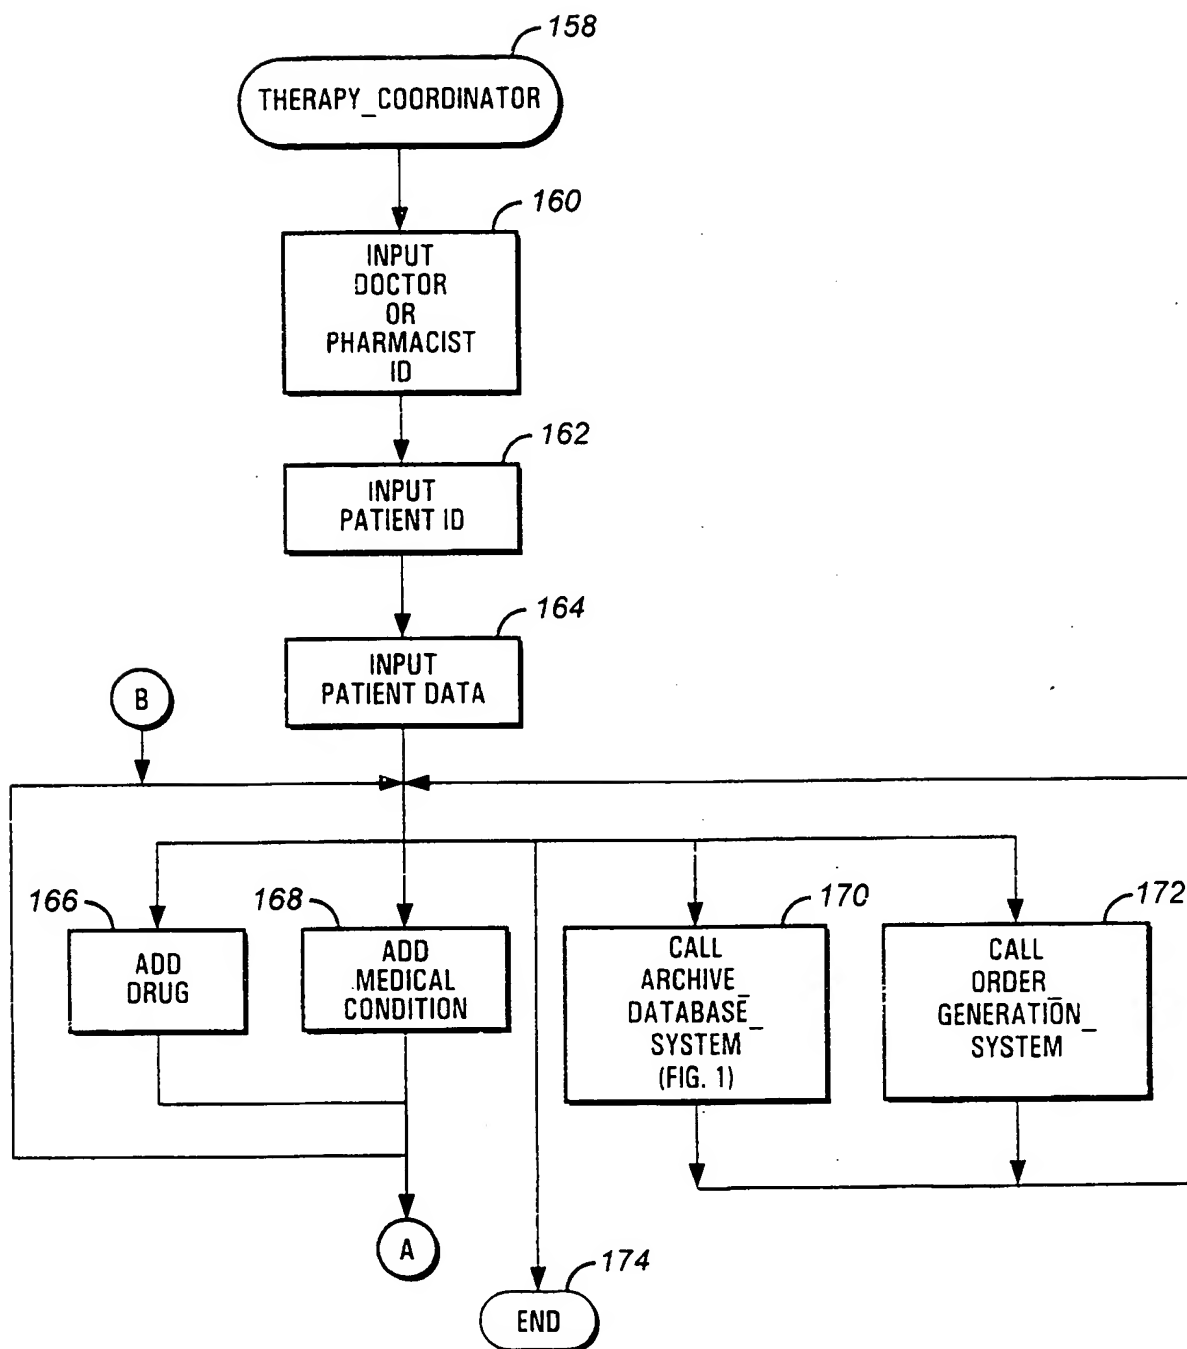 158
THERAPY_COORDINATOR
160
INPUT
DOCTOR
OR
PHARMACIST
ID
162
INPUT
PATIENT ID
164
INPUT
PATIENT DATA
B
166
ADD
DRUG
168
ADD
MEDICAL
CONDITION
170
CALL
ARCHIVE_
DATABASE_
SYSTEM
(FIG. 1)
172
CALL
ORDER_
GENERATION_
SYSTEM
A
174
END